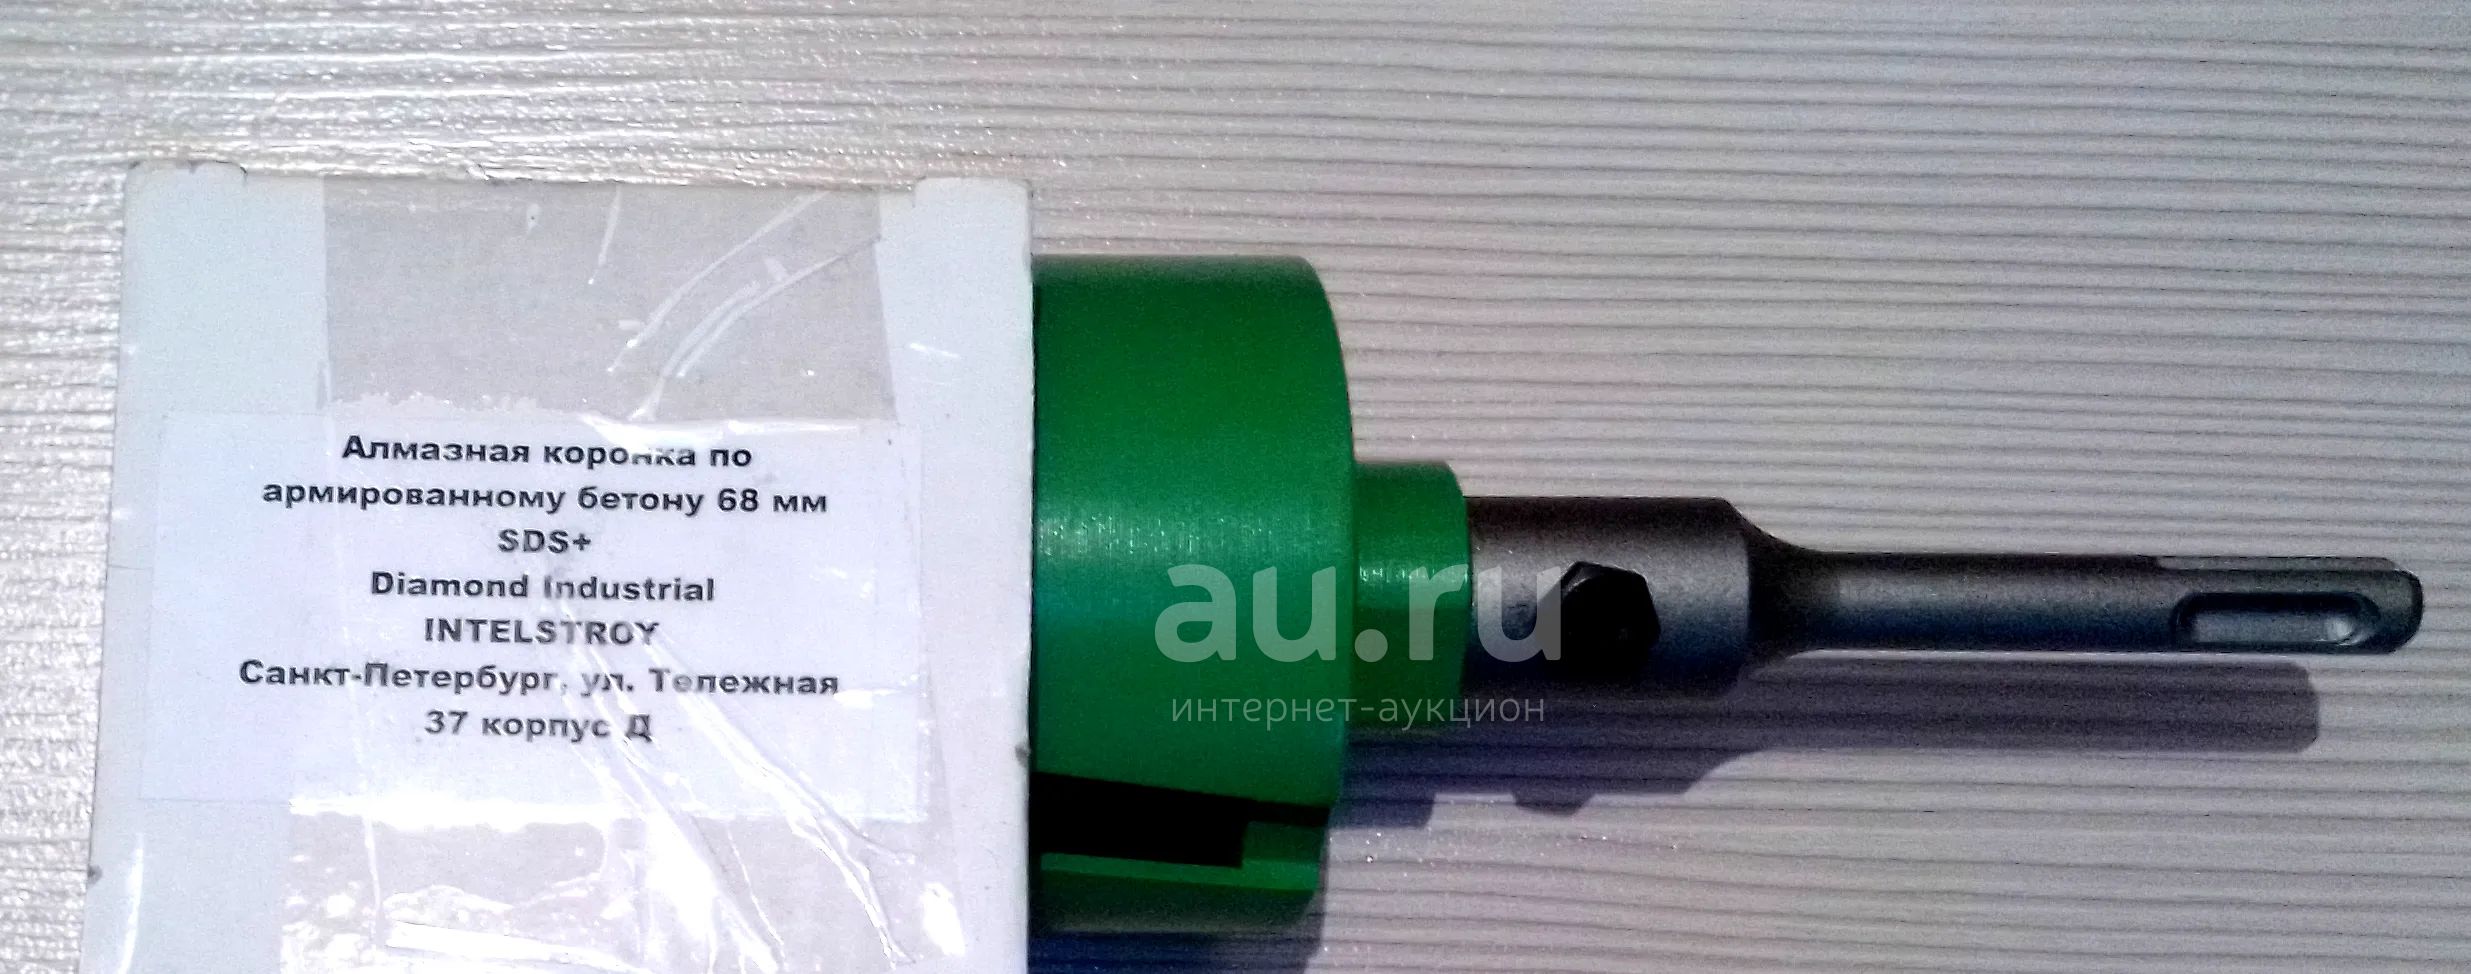 Алмазная коронка по
армированному бетону 68 мм
SDS+
Diamond Industrial
INTELSTROY
Санкт-Петербург, ул. Тележная
37 корпус Д
au.ru
интернет-аукцион